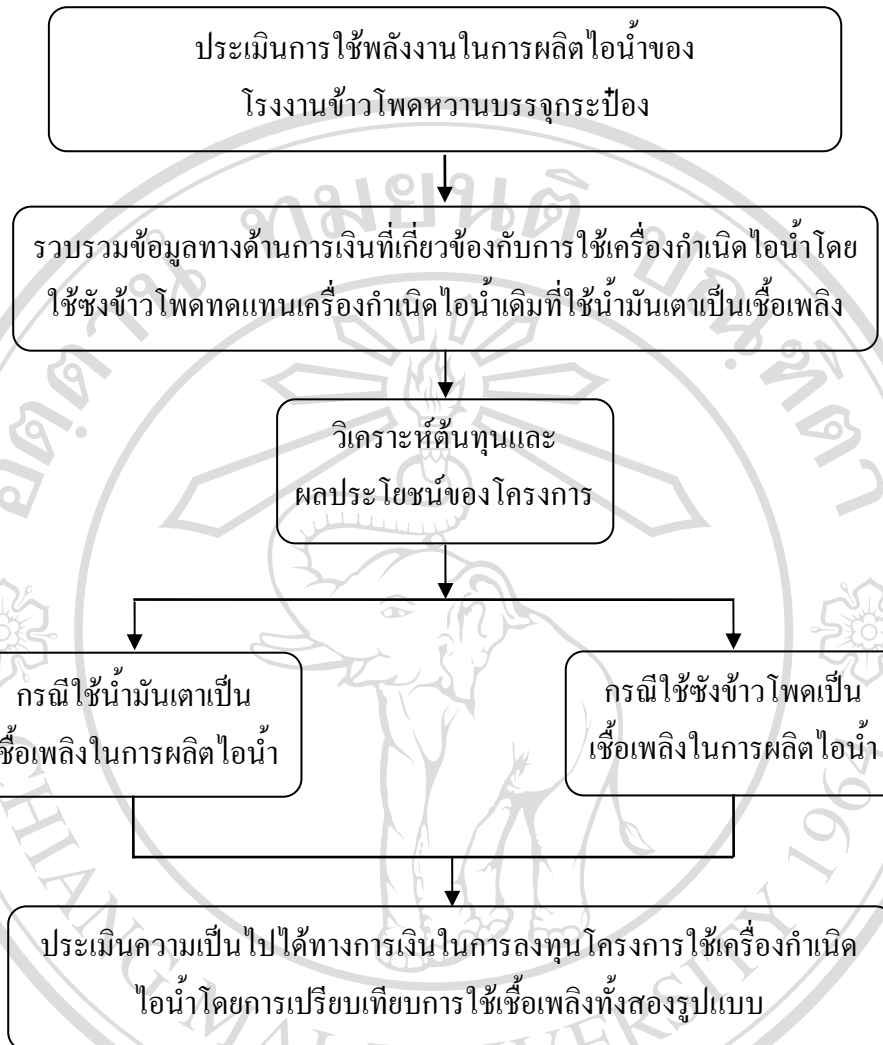 ประเมินการใช้พลังงานในการผลิตไอน้ำของ
โรงงานข้าวโพดหวานบรรจุกระป๋อง
รวบรวมข้อมูลทางด้านการเงินที่เกี่ยวข้องกับการใช้เครื่องกำเนิดไอน้ำโดย
ใช้ซังข้าวโพดทดแทนเครื่องกำเนิดไอน้ำเดิมที่ใช้น้ำมันเตาเป็นเชื้อเพลิง
วิเคราะห์ต้นทุนและ
ผลประโยชน์ของโครงการ
กรณีใช้น้ำมันเตาเป็น
ชื้อเพลิงในการผลิตไอน้ำ
กรณีใช้ซังข้าวโพดเป็น
เชื้อเพลิงในการผลิตไอน้ำ
ประเมินความเป็นไปได้ทางการเงินในการลงทุนโครงการใช้เครื่องกำเนิด
ไอน้ำโดยการเปรียบเทียบการใช้เชื้อเพลิงทั้งสองรูปแบบ
CHIANG MAI UNIVERSITY 1964